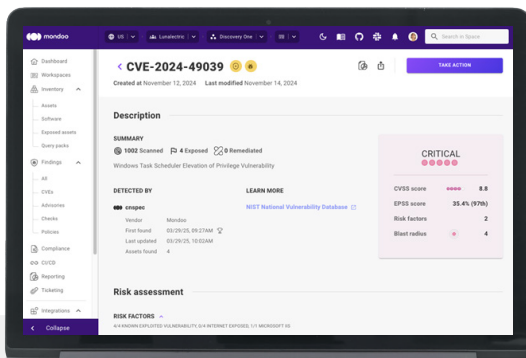 mondoo
US
Lunalectric
Discovery One
Search in Space
Dashboard
Workspaces
Inventory
Assets
Software
Exposed assets
Query packs
Findings
All
CVEs
Advisories
Checks
Policies
Compliance
CI/CD
Reporting
Ticketing
Integrations
Collapse
CVE-2024-49039
TAKE ACTION
Created at November 12, 2024 Last modified November 14, 2024
Description
SUMMARY
1002 Scanned 4 Exposed 0 Remediated
Windows Task Scheduler Elevation of Privilege Vulnerability
DETECTED BY
cnspec
Vendor Mondoo
First found 03/29/25, 09:27AM
Last updated 03/29/25, 10:02AM
Assets found 4
LEARN MORE
NIST National Vulnerability Database
CRITICAL
CVSS score 8.8
EPSS score 35.4% (97th)
Risk factors 2
Blast radius 4
Risk assessment
RISK FACTORS
4/4 KNOWN EXPLOITED VULNERABILITY, 0/4 INTERNET EXPOSED, 1/1 MICROSOFT